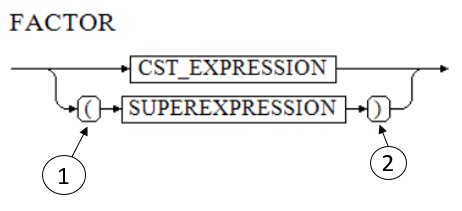 FACTOR
CST_EXPRESSION
( SUPEREXPRESSION )
1 2